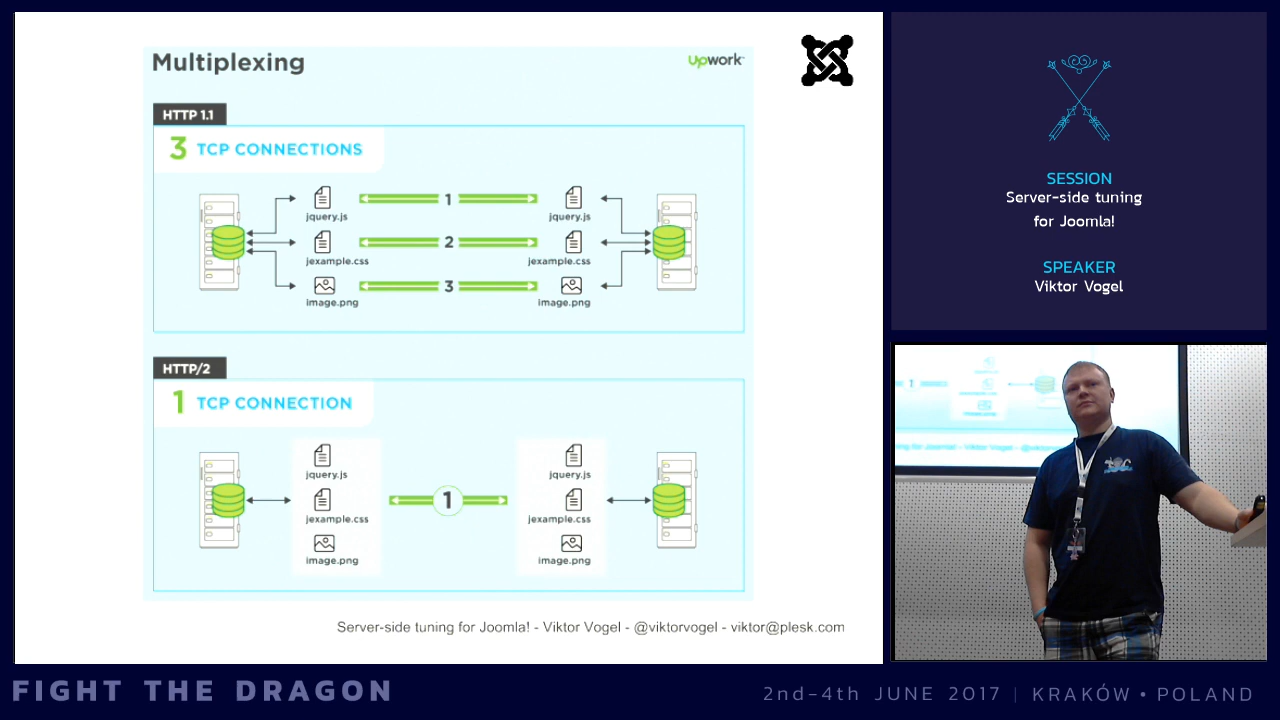 Multiplexing
Upwork
HTTP 1.1
3 TCP CONNECTIONS
jquery.js
1
jquery.js
jexample.css
2
jexample.css
image.png
3
image.png
HTTP/2
1 TCP CONNECTION
jquery.js
jquery.js
jexample.css
1
jexample.css
image.png
image.png
Server-side tuning for Joomla! - Viktor Vogel - @viktorvogel - viktor@plesk.com
SESSION
Server-side tuning
for Joomla!
SPEAKER
Viktor Vogel
1
FIGHT THE DRAGON
2nd-4th JUNE 2017 | KRAKÓW • POLAND